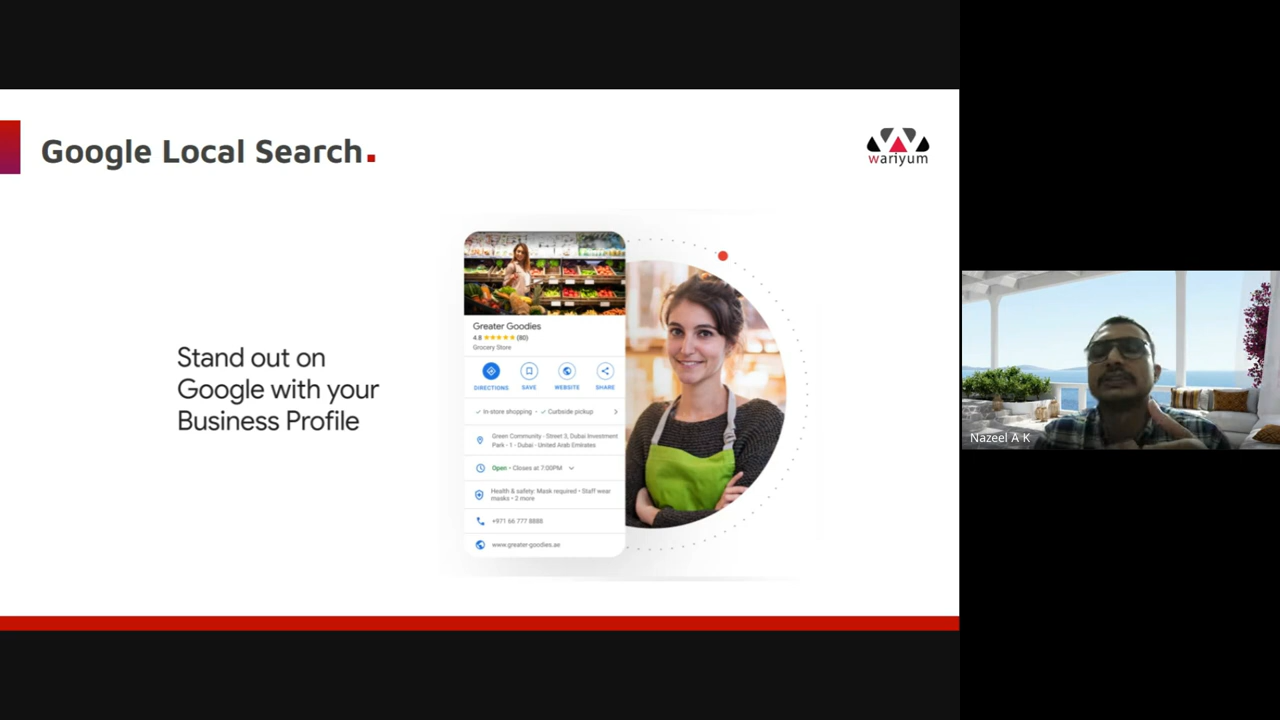 Google Local Search.
wariyum
Stand out on
Google with your
Business Profile
Greater Goodies
4.8 ★★★★★ (80)
Grocery Store
DIRECTIONS
SAVE
WEBSITE
SHARE
✓ In-store shopping · ✓ Curbside pickup
Green Community - Street 3, Dubai Investment
Park - 1 - Dubai - United Arab Emirates
Open • Closes at 7:00PM
Health & safety: Mask required • Staff wear
masks • 2 more
+971 66 777 8888
www.greater-goodies.ae
Nazeel A K